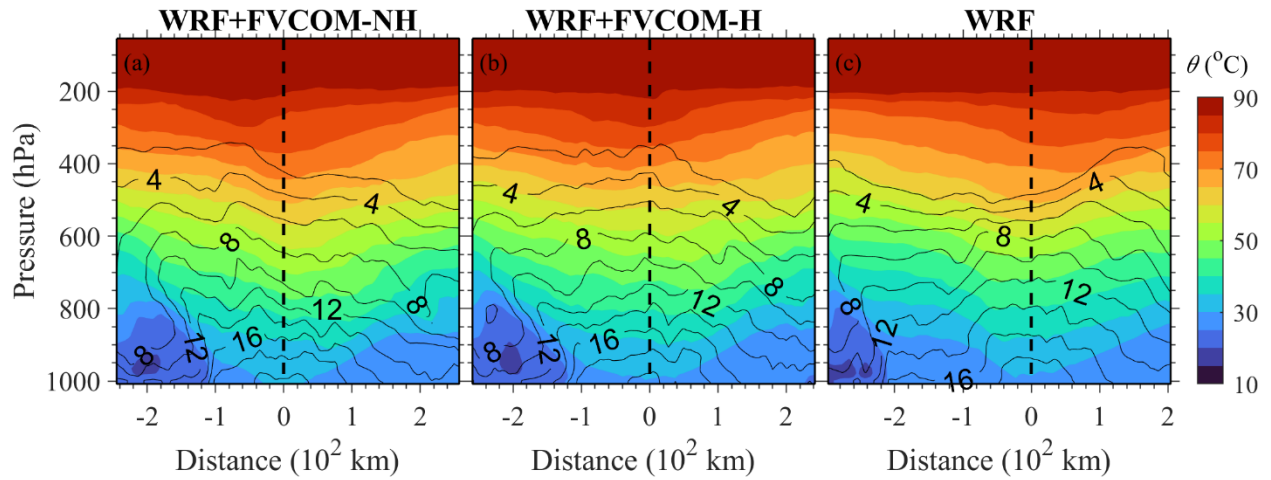 WRF+FVCOM-NH WRF+FVCOM-H WRF
(a) (b) (c) θ (°C)
Pressure (hPa)
200
400
600
800
1000
4 4 8 12 16 8 12 8
4 4 8 12 16 8 12 8
4 4 8 12 16 12 8
90
70
50
30
10
-2 -1 0 1 2 -2 -1 0 1 2 -2 -1 0 1 2
Distance (10² km) Distance (10² km) Distance (10² km)